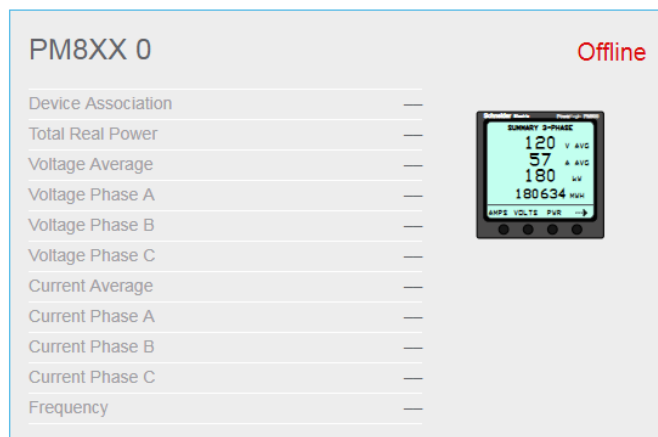 PM8XX 0
Offline
Device Association —
Total Real Power —
Voltage Average —
Voltage Phase A —
Voltage Phase B —
Voltage Phase C —
Current Average —
Current Phase A —
Current Phase B —
Current Phase C —
Frequency —
Schneider
SUMMARY 3-PHASE
120 V AVG
57 A AVG
180 kW
180634 MWH
AMPS VOLTS PWR →